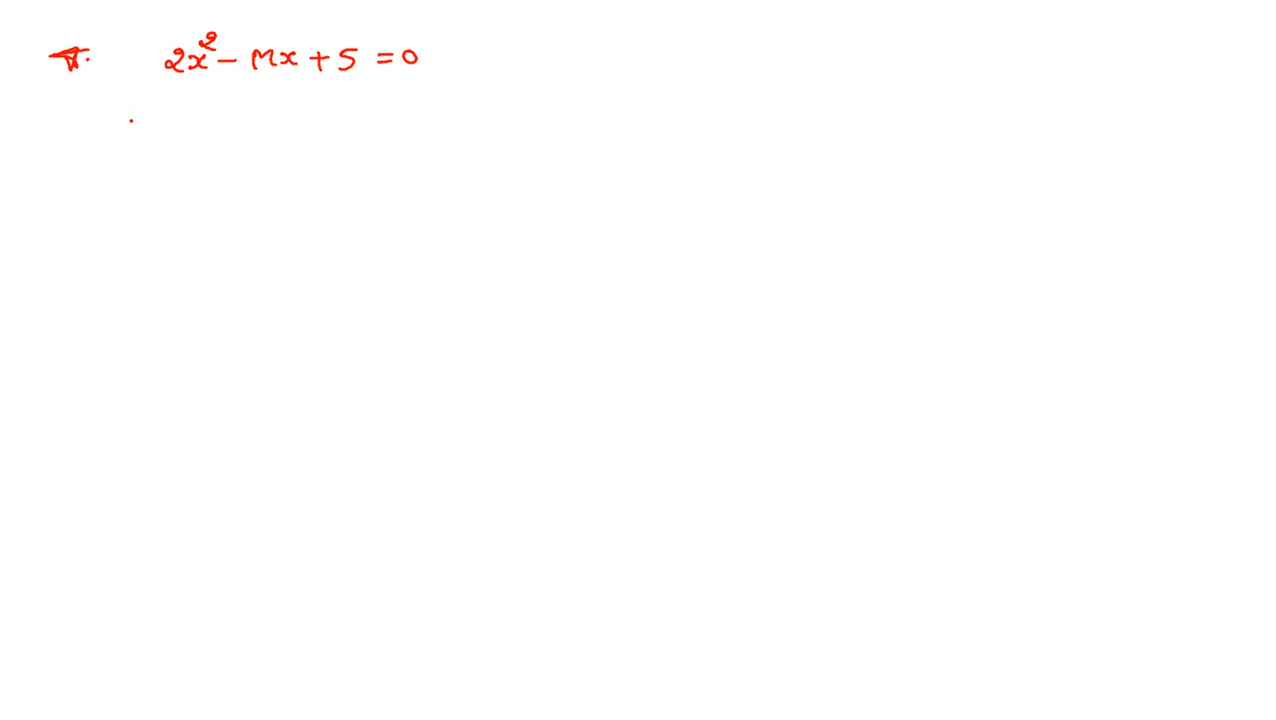 2x² - mx + 5 = 0